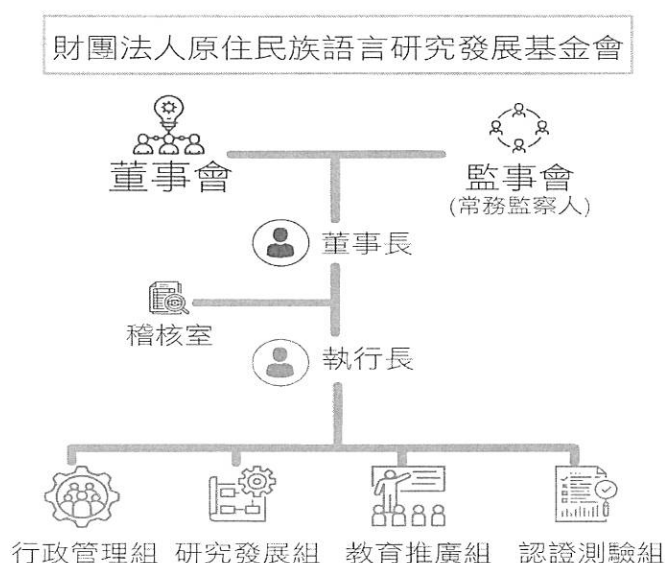 財團法人原住民族語言研究發展基金會
董事會
監事會
(常務監察人)
董事長
稽核室
執行長
行政管理組 研究發展組 教育推廣組 認證測驗組